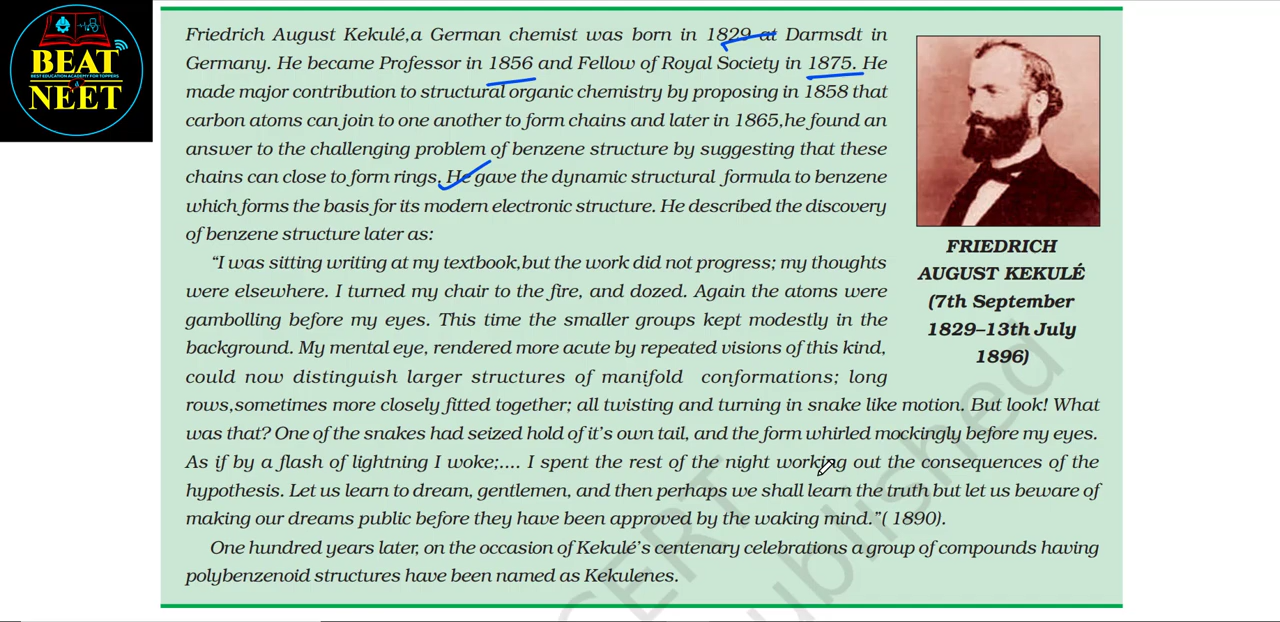 BEAT
BEST EDUCATION ACADEMY FOR TOPPERS
NEET
Friedrich August Kekulé,a German chemist was born in 1829 at Darmsdt in
Germany. He became Professor in 1856 and Fellow of Royal Society in 1875. He
made major contribution to structural organic chemistry by proposing in 1858 that
carbon atoms can join to one another to form chains and later in 1865,he found an
answer to the challenging problem of benzene structure by suggesting that these
chains can close to form rings. He gave the dynamic structural formula to benzene
which forms the basis for its modern electronic structure. He described the discovery
of benzene structure later as:
“I was sitting writing at my textbook,but the work did not progress; my thoughts
were elsewhere. I turned my chair to the fire, and dozed. Again the atoms were
gambolling before my eyes. This time the smaller groups kept modestly in the
background. My mental eye, rendered more acute by repeated visions of this kind,
could now distinguish larger structures of manifold conformations; long
rows,sometimes more closely fitted together; all twisting and turning in snake like motion. But look! What
was that? One of the snakes had seized hold of it’s own tail, and the form whirled mockingly before my eyes.
As if by a flash of lightning I woke;.... I spent the rest of the night working out the consequences of the
hypothesis. Let us learn to dream, gentlemen, and then perhaps we shall learn the truth but let us beware of
making our dreams public before they have been approved by the waking mind.”( 1890).
One hundred years later, on the occasion of Kekulé’s centenary celebrations a group of compounds having
polybenzenoid structures have been named as Kekulenes.
FRIEDRICH
AUGUST KEKULÉ
(7th September
1829–13th July
1896)